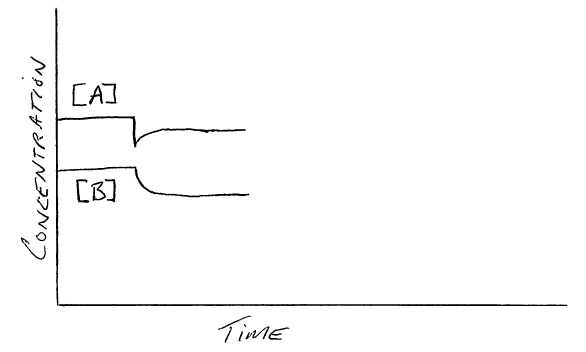 [A]
[B]
CONCENTRATION
TIME